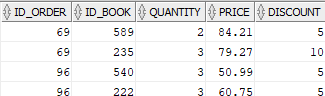 ID_ORDER ID_BOOK QUANTITY PRICE DISCOUNT
69 589 2 84.21 5
69 235 3 79.27 10
96 540 3 50.99 5
96 222 3 60.75 5